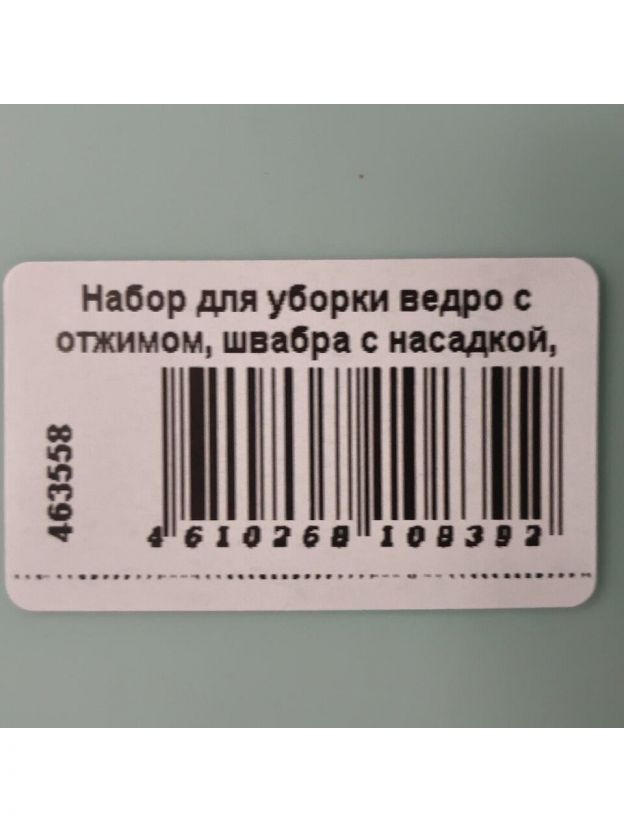 Набор для уборки ведро с
отжимом, швабра с насадкой,
463558
4 610268 108392